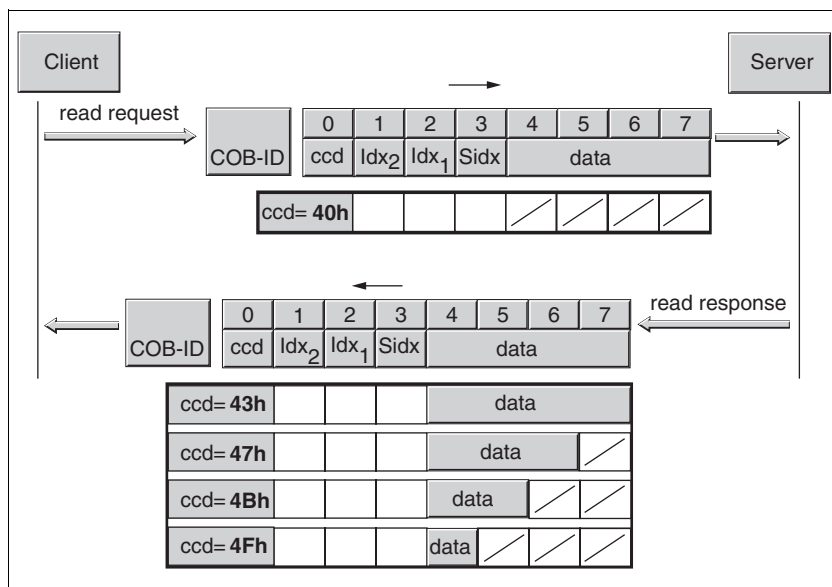 Client
Server
read request
0 1 2 3 4 5 6 7
COB-ID
ccd Idx2 Idx1 Sidx data
ccd= 40h
read response
0 1 2 3 4 5 6 7
COB-ID
ccd Idx2 Idx1 Sidx data
ccd= 43h data
ccd= 47h data
ccd= 4Bh data
ccd= 4Fh data